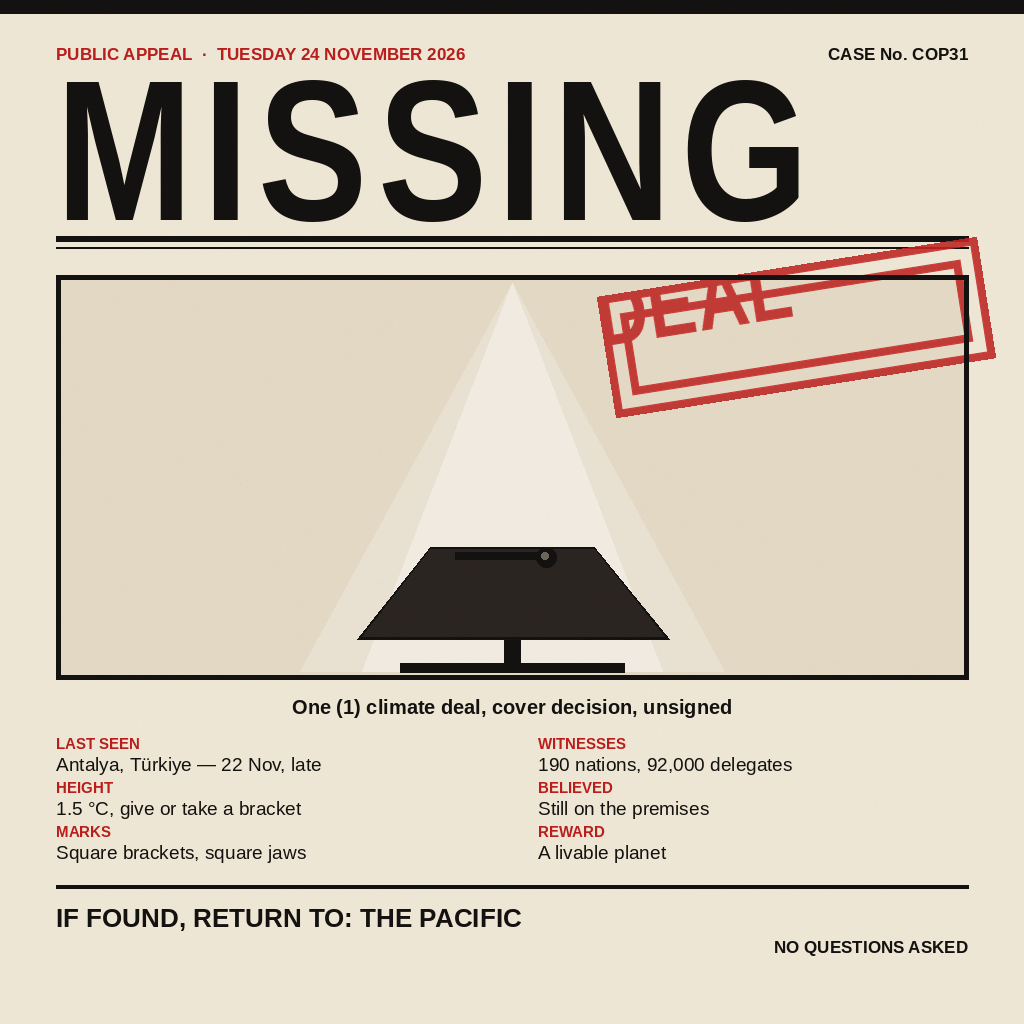 PUBLIC APPEAL · TUESDAY 24 NOVEMBER 2026
CASE No. COP31
MISSING
DEAL
One (1) climate deal, cover decision, unsigned
LAST SEEN
Antalya, Türkiye — 22 Nov, late
HEIGHT
1.5 °C, give or take a bracket
MARKS
Square brackets, square jaws
WITNESSES
190 nations, 92,000 delegates
BELIEVED
Still on the premises
REWARD
A livable planet
IF FOUND, RETURN TO: THE PACIFIC
NO QUESTIONS ASKED